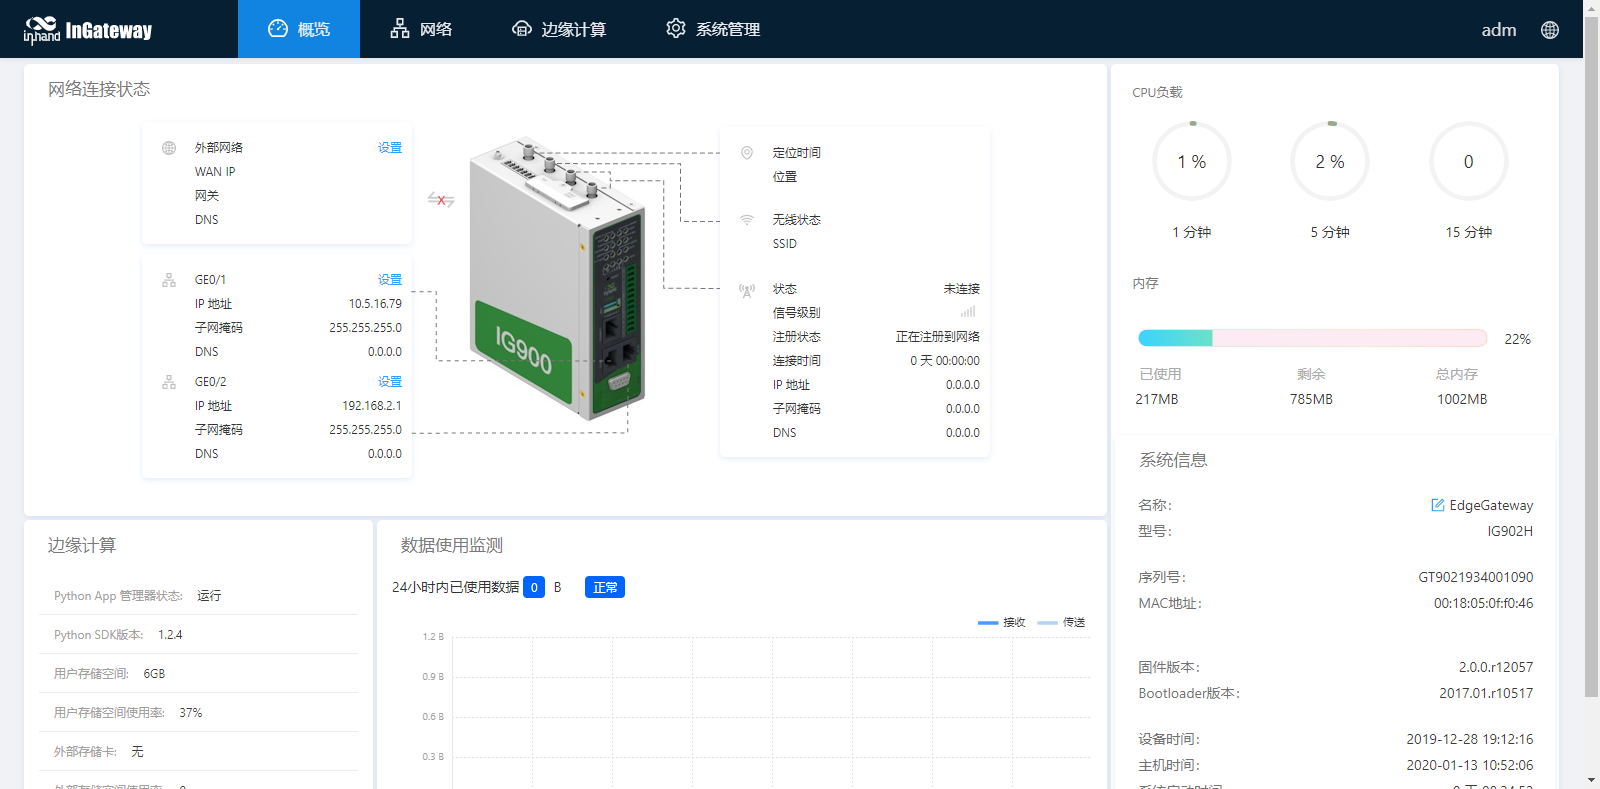 inhand InGateway
概览
网络
边缘计算
系统管理
adm
网络连接状态
外部网络 设置
WAN IP
网关
DNS
GE0/1 设置
IP 地址 10.5.16.79
子网掩码 255.255.255.0
DNS 0.0.0.0
GE0/2 设置
IP 地址 192.168.2.1
子网掩码 255.255.255.0
DNS 0.0.0.0
IG900
定位时间
位置
无线状态
SSID
状态 未连接
信号级别
注册状态 正在注册到网络
连接时间 0 天 00:00:00
IP 地址 0.0.0.0
子网掩码 0.0.0.0
DNS 0.0.0.0
CPU负载
1 % 2 % 0
1 分钟 5 分钟 15 分钟
内存
22%
已使用 剩余 总内存
217MB 785MB 1002MB
系统信息
名称: EdgeGateway
型号: IG902H
序列号: GT9021934001090
MAC地址: 00:18:05:0f:f0:46
固件版本: 2.0.0.r12057
Bootloader版本: 2017.01.r10517
设备时间: 2019-12-28 19:12:16
主机时间: 2020-01-13 10:52:06
边缘计算
Python App 管理器状态: 运行
Python SDK版本: 1.2.4
用户存储空间: 6GB
用户存储空间使用率: 37%
外部存储卡: 无
数据使用监测
24小时内已使用数据 0 B 正常
接收 传送
1.2 B
0.9 B
0.6 B
0.3 B